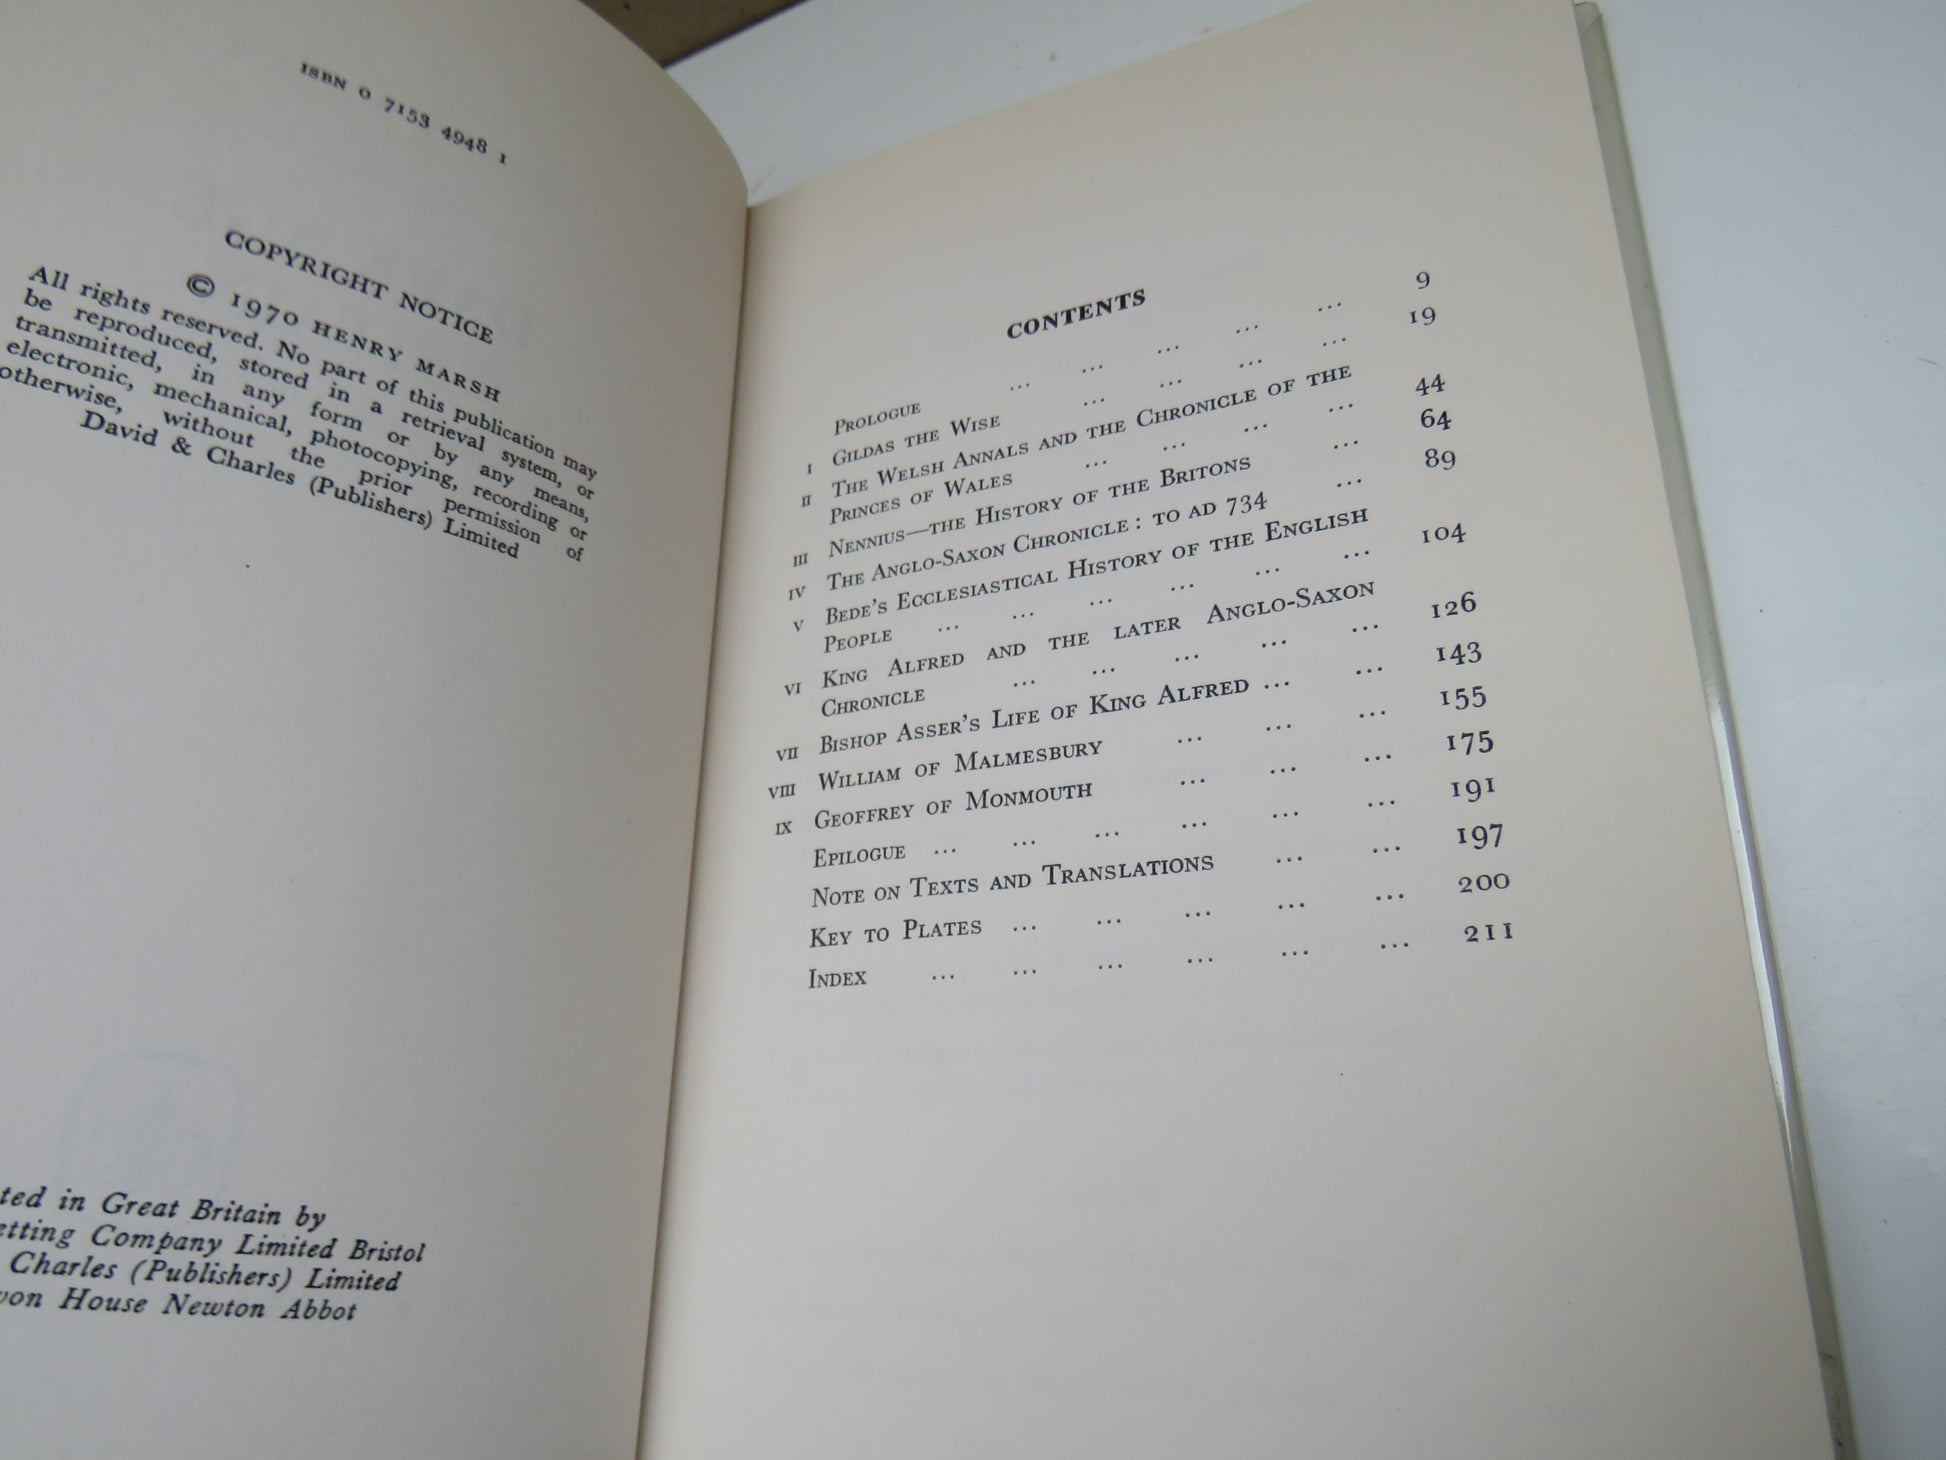 ISBN 0 7153 4948 1
COPYRIGHT NOTICE
© 1970 HENRY MARSH
All rights reserved. No part of this publication may
be reproduced, stored in a retrieval system, or
transmitted, in any form or by any means,
electronic, mechanical, photocopying, recording or
otherwise, without the prior permission of
David & Charles (Publishers) Limited
in Great Britain by
Company Limited Bristol
Charles (Publishers) Limited
House Newton Abbot
CONTENTS
PROLOGUE ... ... ... ... ... 9
I GILDAS THE WISE ... ... ... ... 19
II THE WELSH ANNALS AND THE CHRONICLE OF THE
PRINCES OF WALES ... ... ... ... 44
III NENNIUS—THE HISTORY OF THE BRITONS ... 64
IV THE ANGLO-SAXON CHRONICLE: TO AD 734 ... 89
V BEDE'S ECCLESIASTICAL HISTORY OF THE ENGLISH
PEOPLE ... ... ... ... ... ... 104
VI KING ALFRED AND THE LATER ANGLO-SAXON
CHRONICLE ... ... ... ... ... 126
VII BISHOP ASSER'S LIFE OF KING ALFRED ... ... 143
VIII WILLIAM OF MALMESBURY ... ... ... 155
IX GEOFFREY OF MONMOUTH ... ... ... 175
EPILOGUE ... ... ... ... ... ... 191
NOTE ON TEXTS AND TRANSLATIONS ... ... 197
KEY TO PLATES ... ... ... ... ... 200
INDEX ... ... ... ... ... ... 211